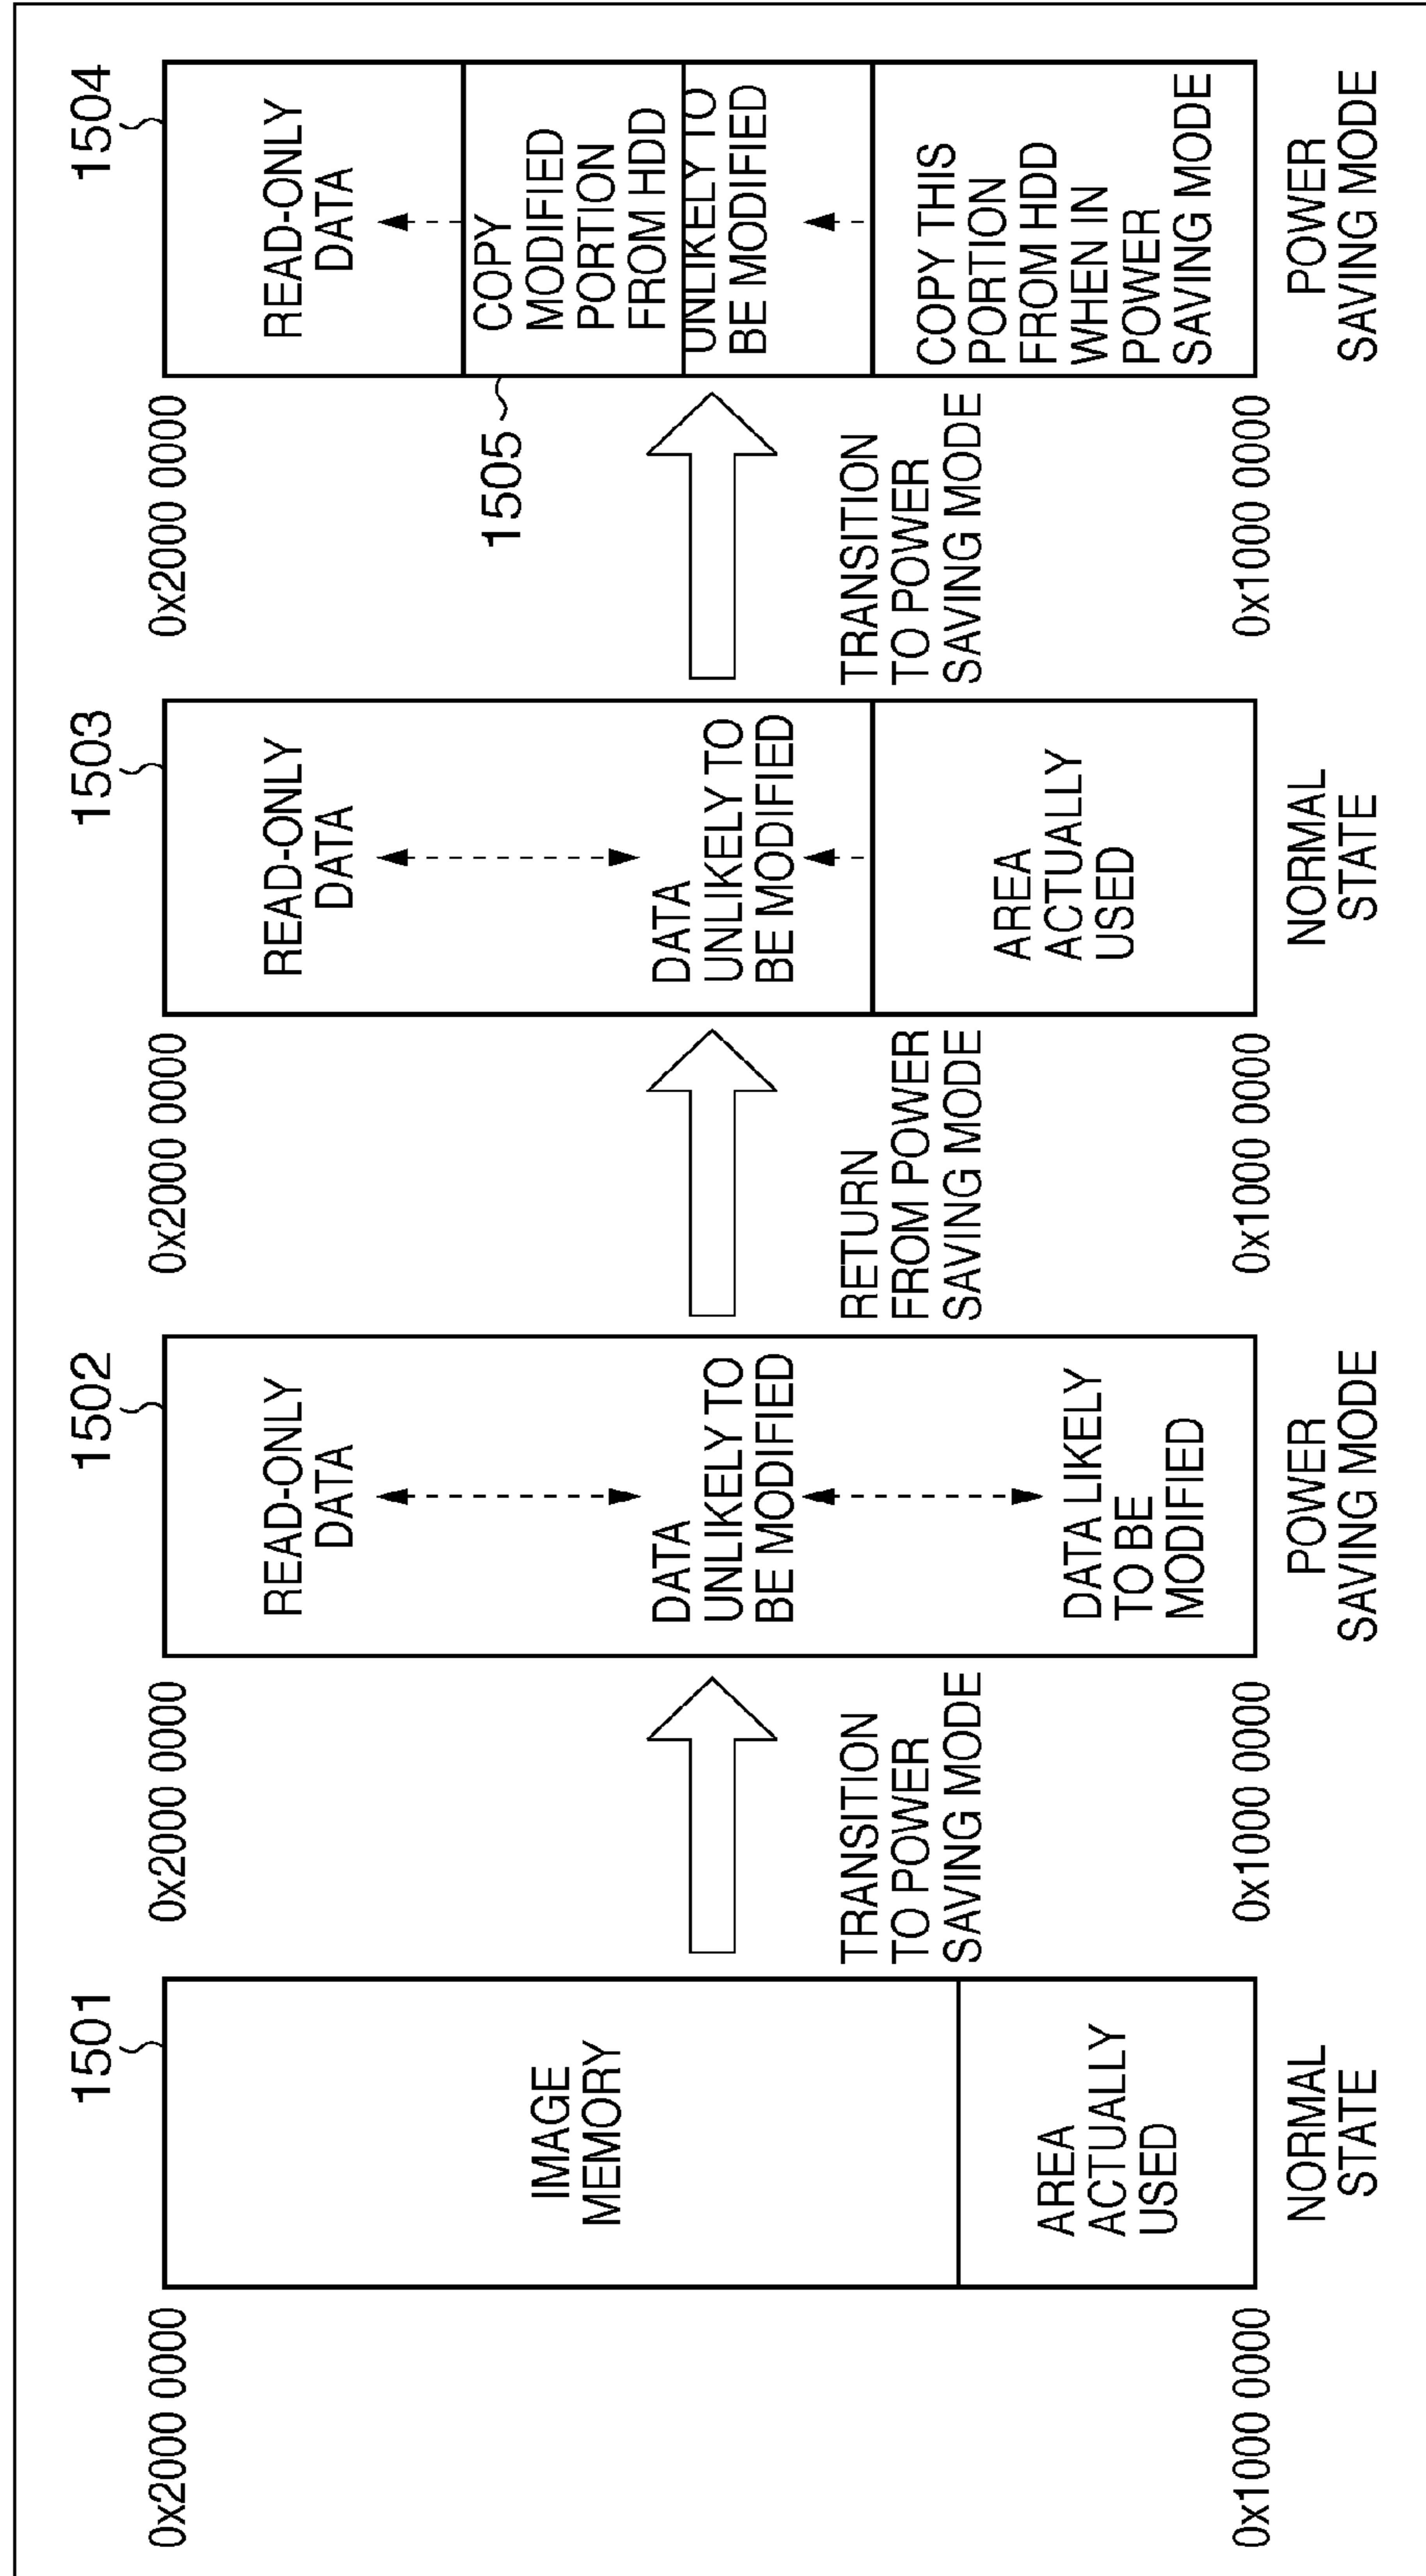 1501
0x2000 0000
IMAGE
MEMORY
AREA
ACTUALLY
USED
0x1000 0000
NORMAL
STATE
TRANSITION
TO POWER
SAVING MODE
1502
0x2000 0000
READ-ONLY
DATA
DATA
UNLIKELY TO
BE MODIFIED
DATA LIKELY
TO BE
MODIFIED
0x1000 0000
POWER
SAVING MODE
RETURN
FROM POWER
SAVING MODE
1503
0x2000 0000
READ-ONLY
DATA
DATA
UNLIKELY TO
BE MODIFIED
AREA
ACTUALLY
USED
0x1000 0000
NORMAL
STATE
TRANSITION
TO POWER
SAVING MODE
1504
0x2000 0000
READ-ONLY
DATA
1505
COPY
MODIFIED
PORTION
FROM HDD
UNLIKELY TO
BE MODIFIED
COPY THIS
PORTION
FROM HDD
WHEN IN
POWER
SAVING MODE
0x1000 0000
POWER
SAVING MODE